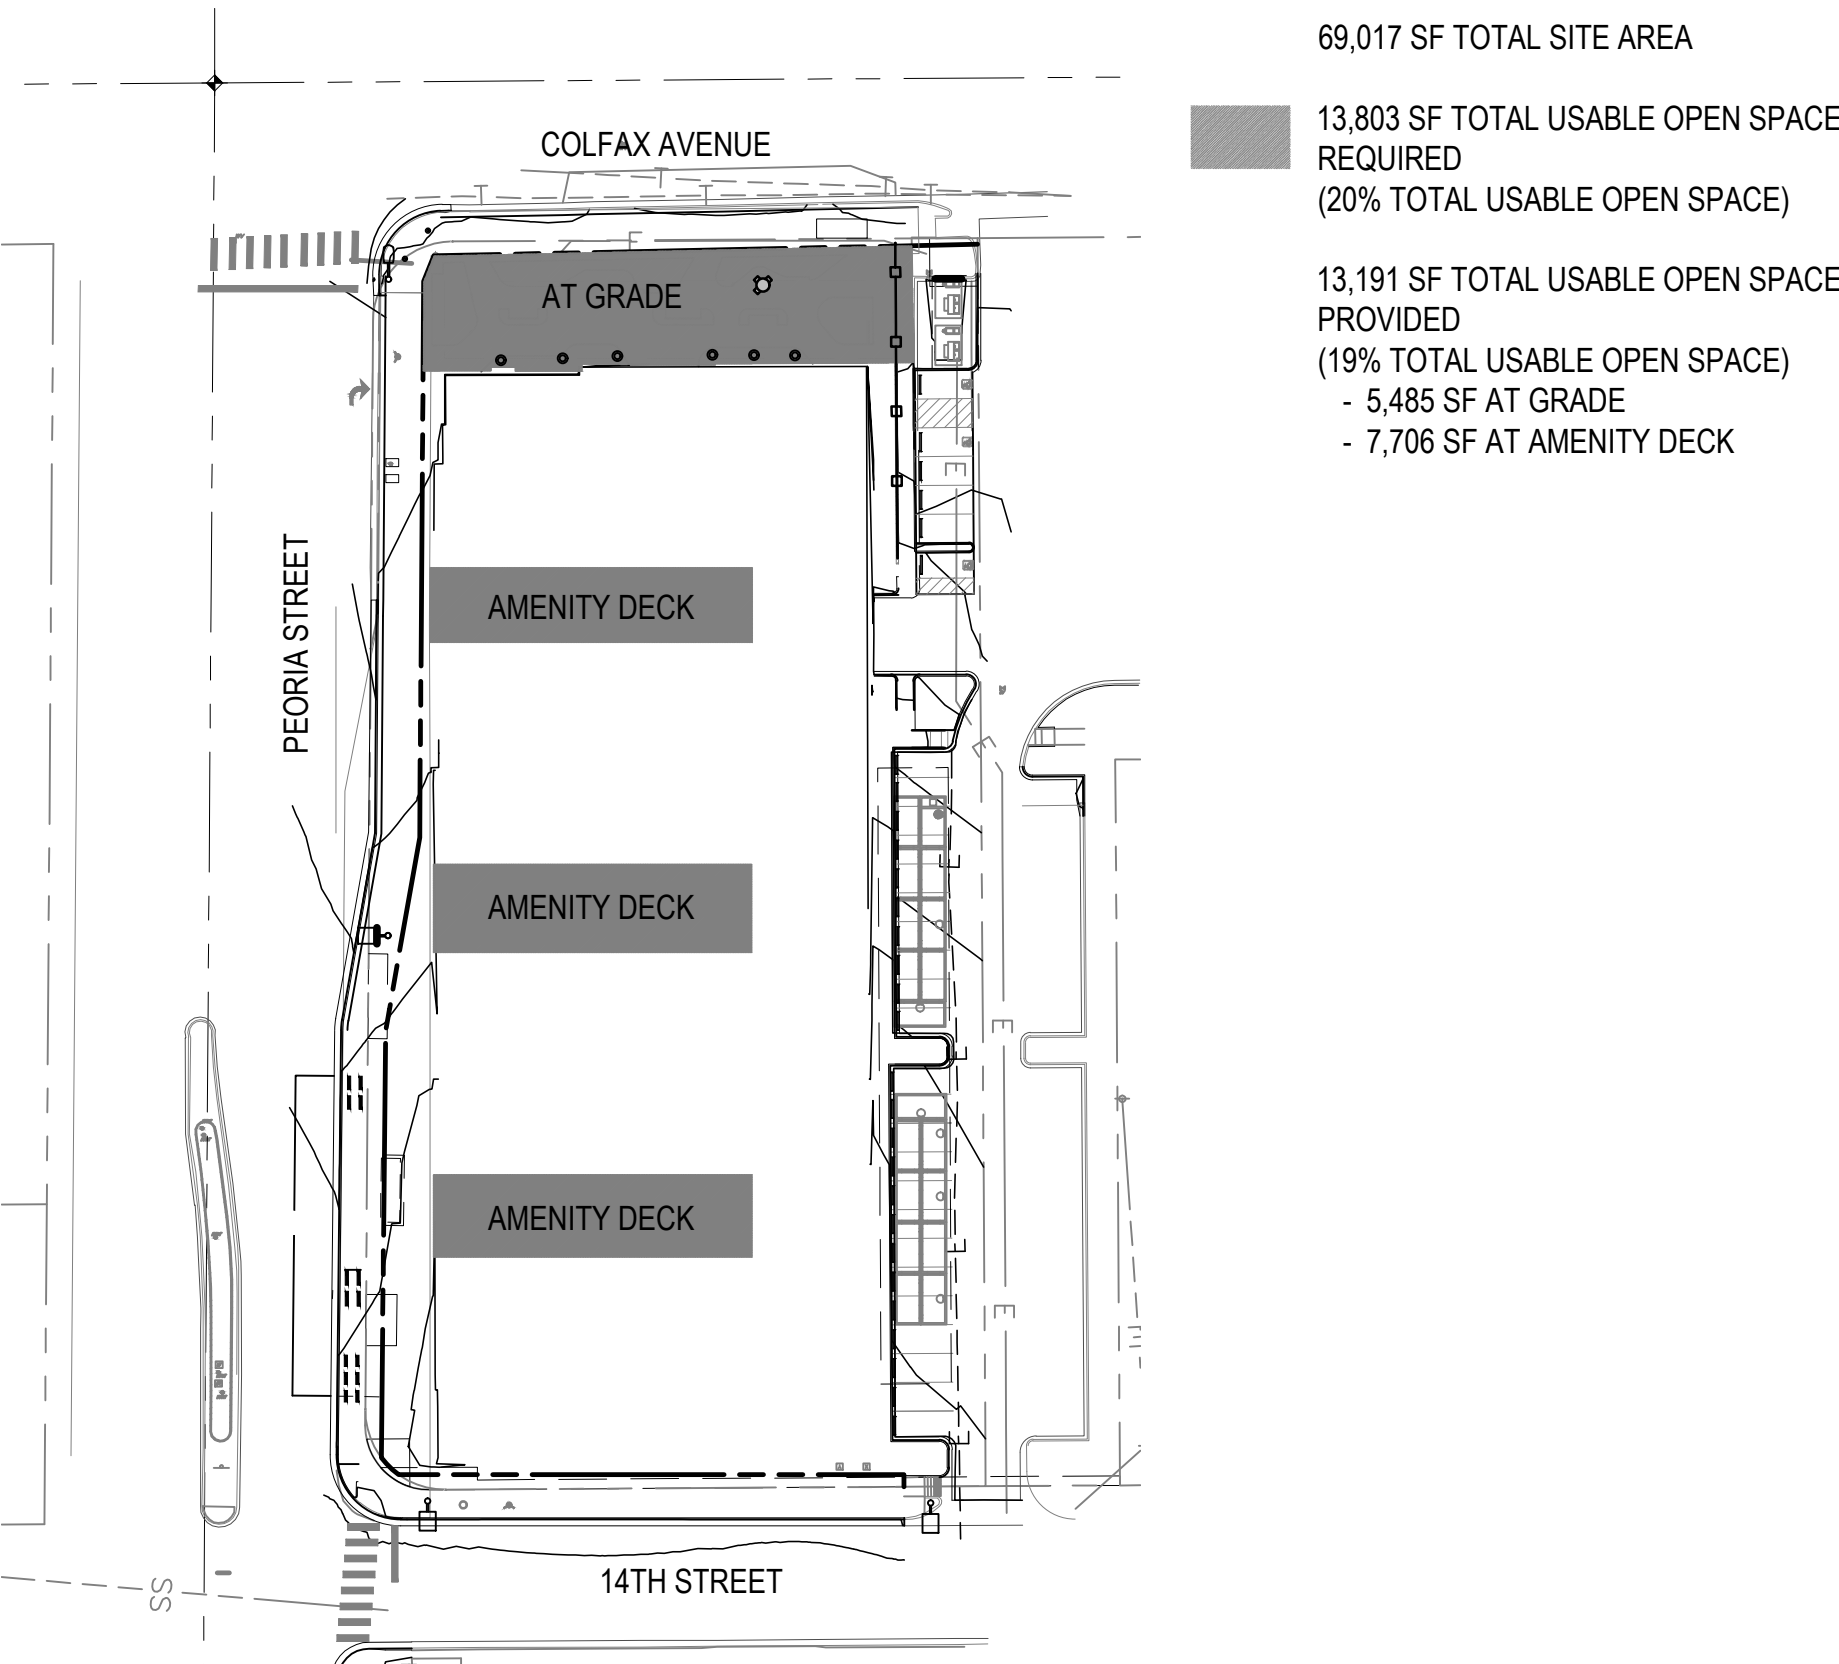 69,017 SF TOTAL SITE AREA
13,803 SF TOTAL USABLE OPEN SPACE
REQUIRED
(20% TOTAL USABLE OPEN SPACE)
13,191 SF TOTAL USABLE OPEN SPACE
PROVIDED
(19% TOTAL USABLE OPEN SPACE)
- 5,485 SF AT GRADE
- 7,706 SF AT AMENITY DECK
COLFAX AVENUE
E
AT GRADE
E
PEORIA STREET
AMENITY DECK
E
AMENITY DECK
E
E
E
AMENITY DECK
E
E
E
E
14TH STREET
SS